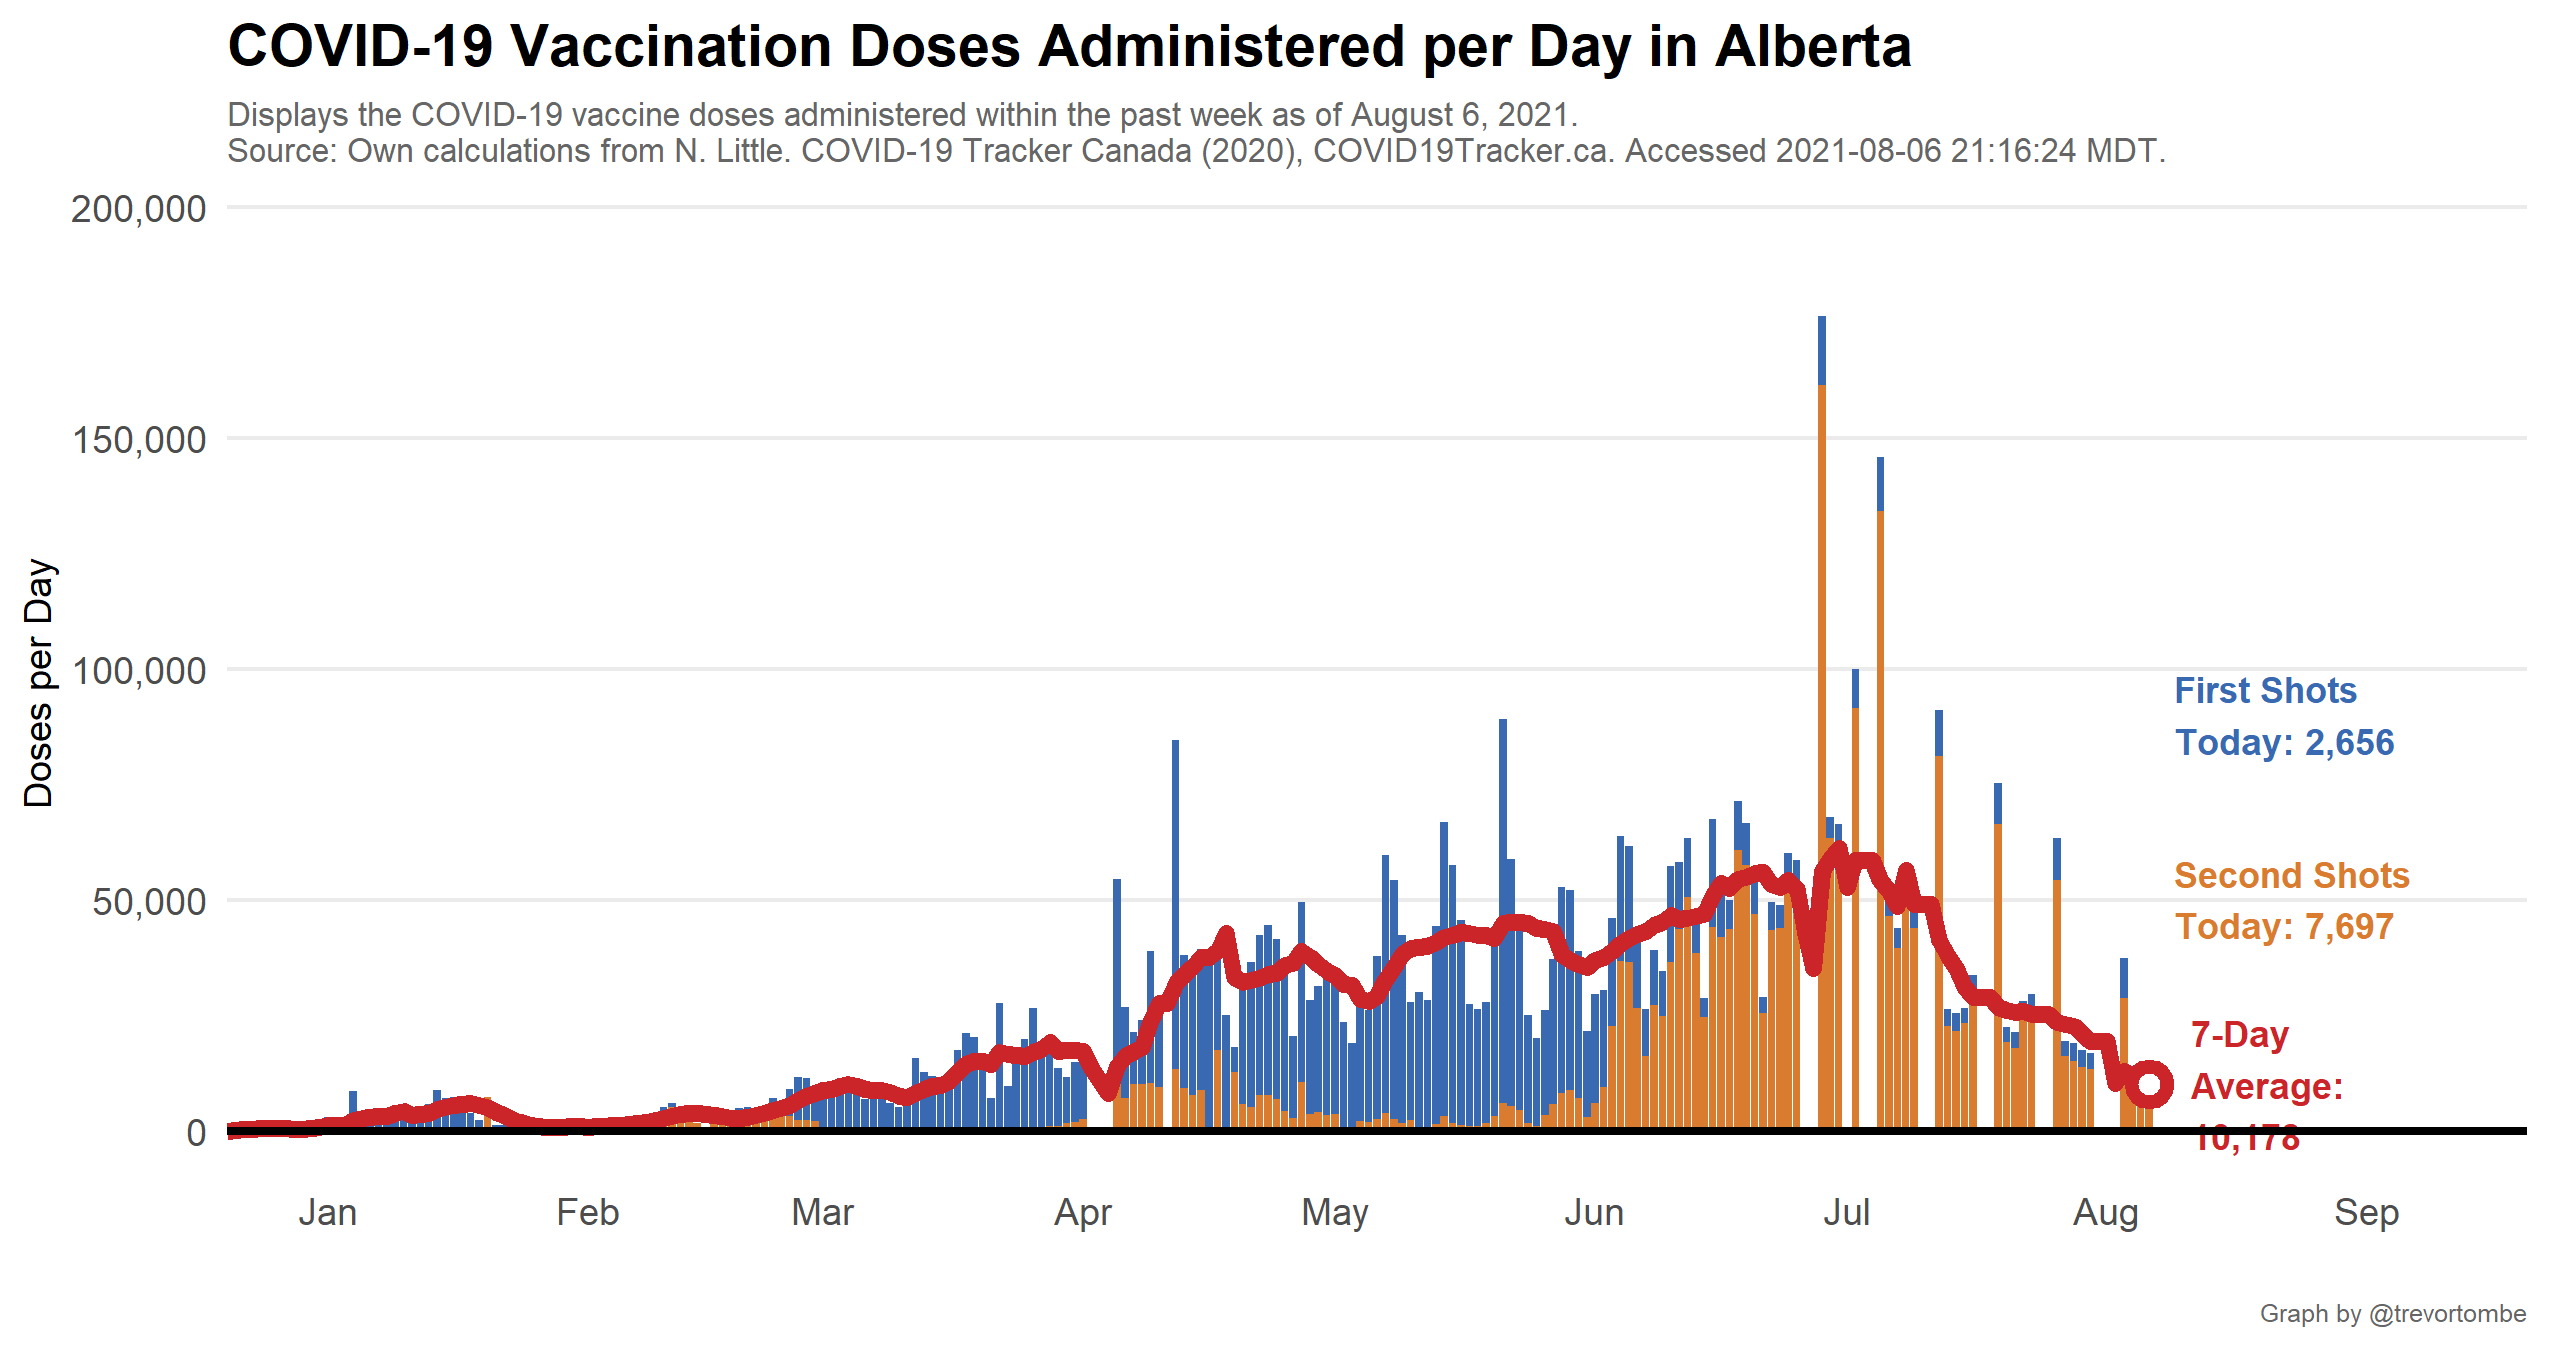 COVID-19 Vaccination Doses Administered per Day in Alberta
Displays the COVID-19 vaccine doses administered within the past week as of August 6, 2021.
Source: Own calculations from N. Little. COVID-19 Tracker Canada (2020), COVID19Tracker.ca. Accessed 2021-08-06 21:16:24 MDT.
Doses per Day
200,000
150,000
100,000
50,000
0
First Shots
Today: 2,656
Second Shots
Today: 7,697
7-Day
Average:
10,178
Jan Feb Mar Apr May Jun Jul Aug Sep
Graph by @trevortombe